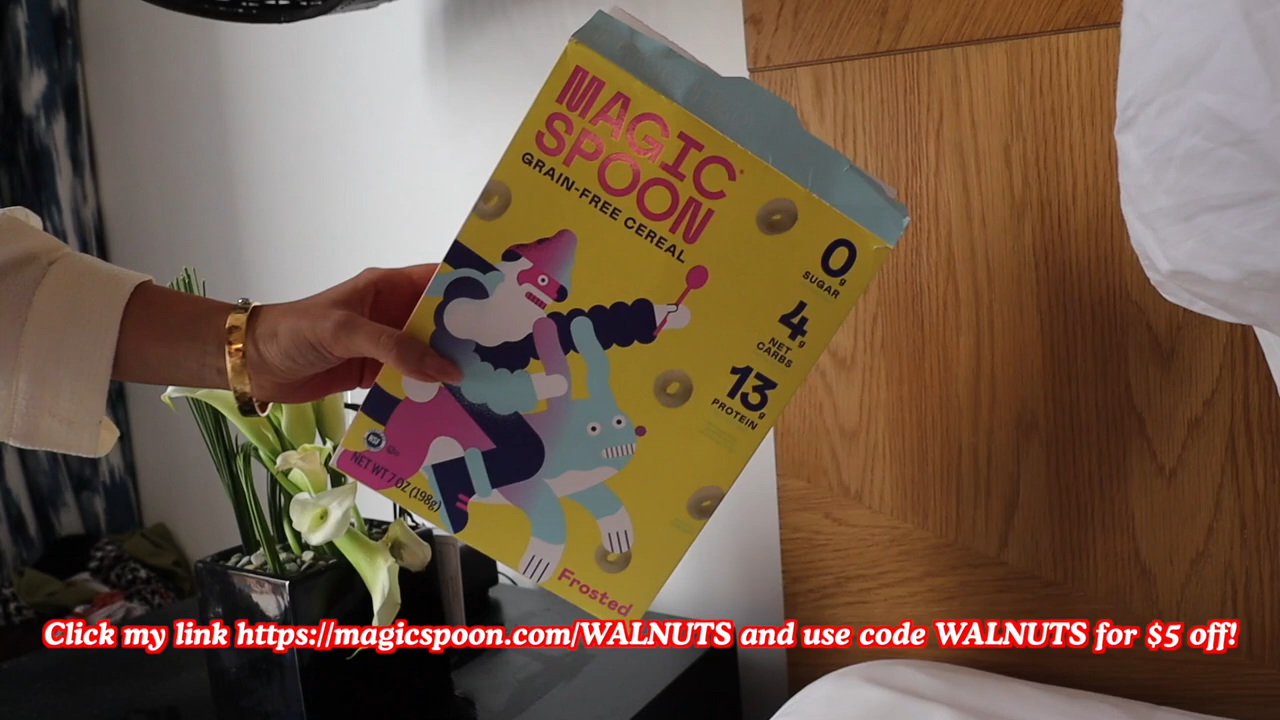 MAGIC
SPOON
GRAIN-FREE CEREAL
0g
SUGAR
4g
NET
CARBS
13g
PROTEIN
NSF
NET WT 7 OZ (198g)
Frosted
Click my link https://magicspoon.com/WALNUTS and use code WALNUTS for $5 off!